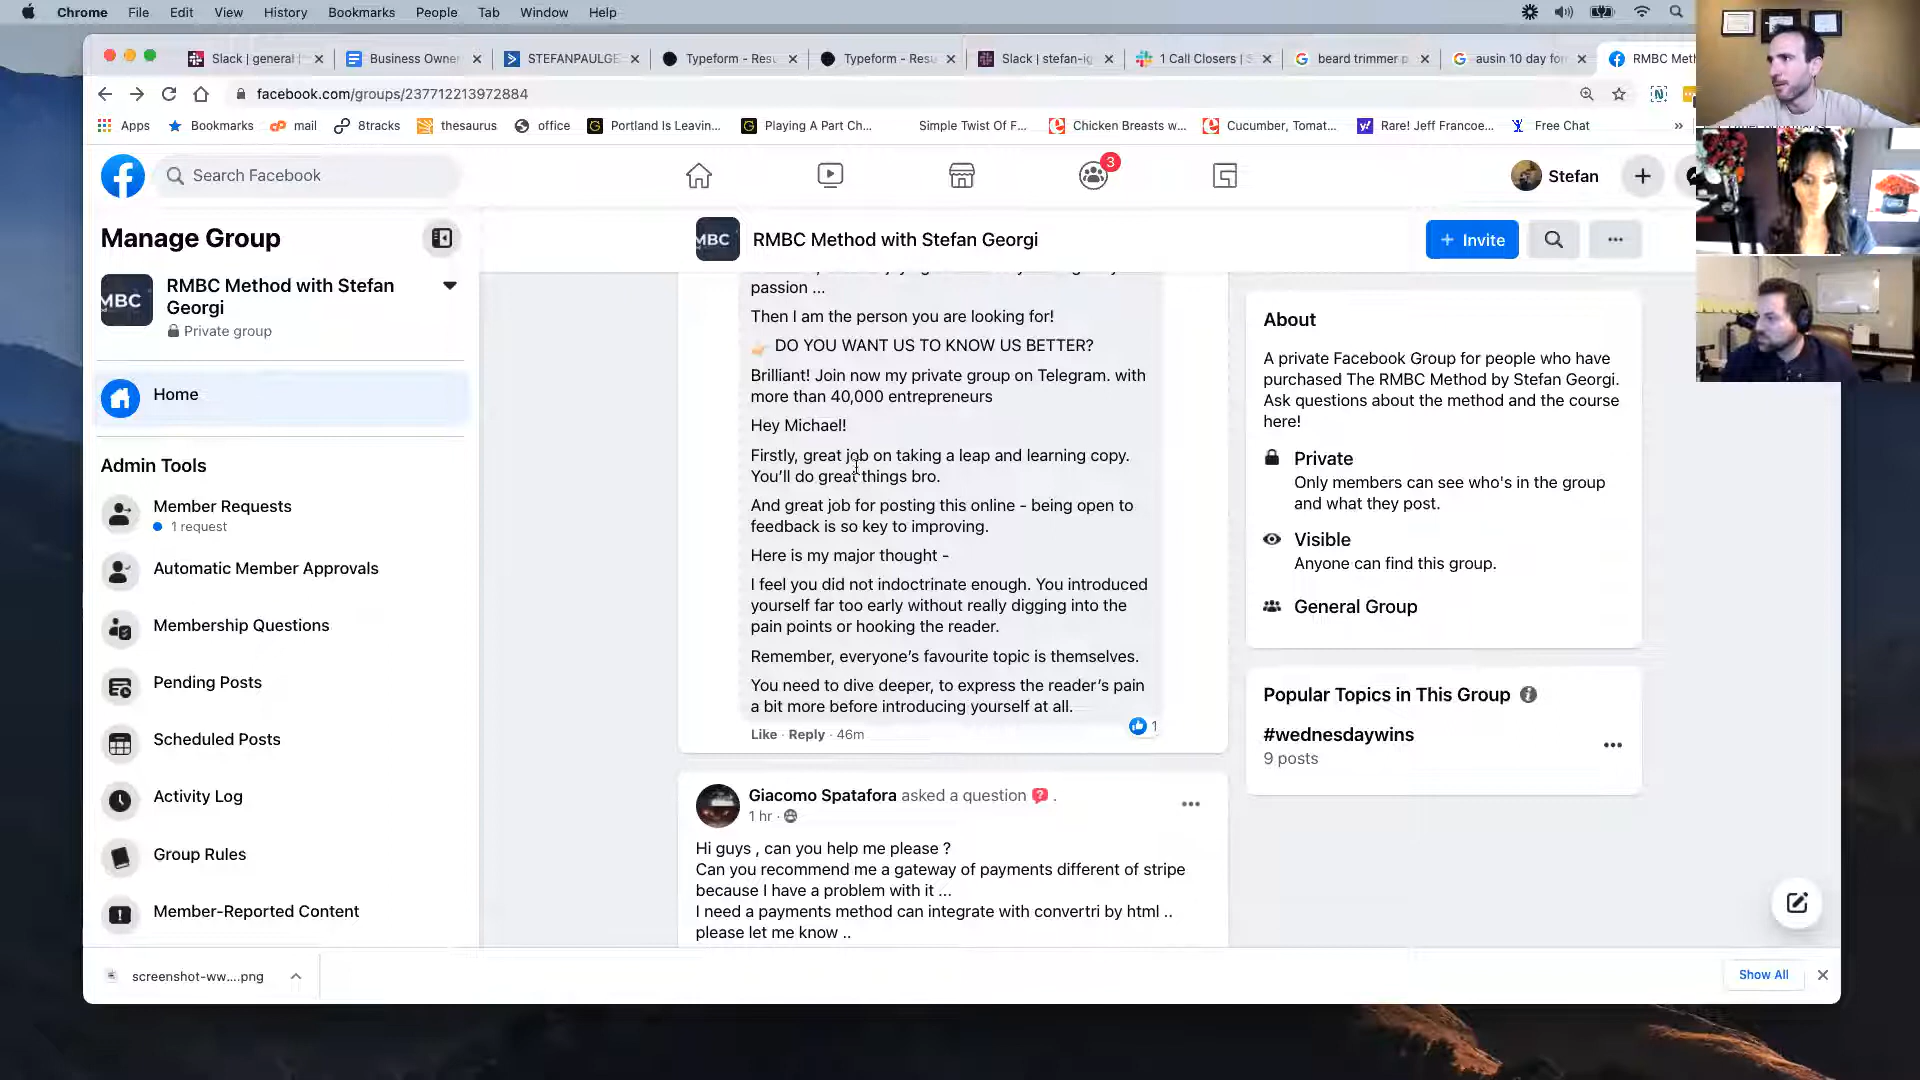 Chrome File Edit View History Bookmarks People Tab Window Help
Slack | general |
Business Owner
STEFANPAULGE
Typeform - Resu
Typeform - Resu
Slack | stefan-ig
1 Call Closers | S
beard trimmer p
ausin 10 day for
RMBC Meth
facebook.com/groups/237712213972884
Apps Bookmarks mail 8tracks thesaurus office Portland Is Leavin... Playing A Part Ch... Simple Twist Of F... Chicken Breasts w... Cucumber, Tomat... Rare! Jeff Francoe... Free Chat »
Search Facebook
3
Stefan
Manage Group
MBC
RMBC Method with Stefan Georgi
Invite
MBC
RMBC Method with Stefan
Georgi
Private group
Home
Admin Tools
Member Requests
1 request
Automatic Member Approvals
Membership Questions
Pending Posts
Scheduled Posts
Activity Log
Group Rules
Member-Reported Content
passion ...
Then I am the person you are looking for!
DO YOU WANT US TO KNOW US BETTER?
Brilliant! Join now my private group on Telegram. with
more than 40,000 entrepreneurs
Hey Michael!
Firstly, great job on taking a leap and learning copy.
You'll do great things bro.
And great job for posting this online - being open to
feedback is so key to improving.
Here is my major thought -
I feel you did not indoctrinate enough. You introduced
yourself far too early without really digging into the
pain points or hooking the reader.
Remember, everyone's favourite topic is themselves.
You need to dive deeper, to express the reader's pain
a bit more before introducing yourself at all.
1
Like · Reply · 46m
Giacomo Spatafora asked a question .
1 hr ·
Hi guys , can you help me please ?
Can you recommend me a gateway of payments different of stripe
because I have a problem with it ...
I need a payments method can integrate with convertri by html ..
please let me know ..
About
A private Facebook Group for people who have
purchased The RMBC Method by Stefan Georgi.
Ask questions about the method and the course
here!
Private
Only members can see who's in the group
and what they post.
Visible
Anyone can find this group.
General Group
Popular Topics in This Group
#wednesdaywins
9 posts
screenshot-ww....png
Show All